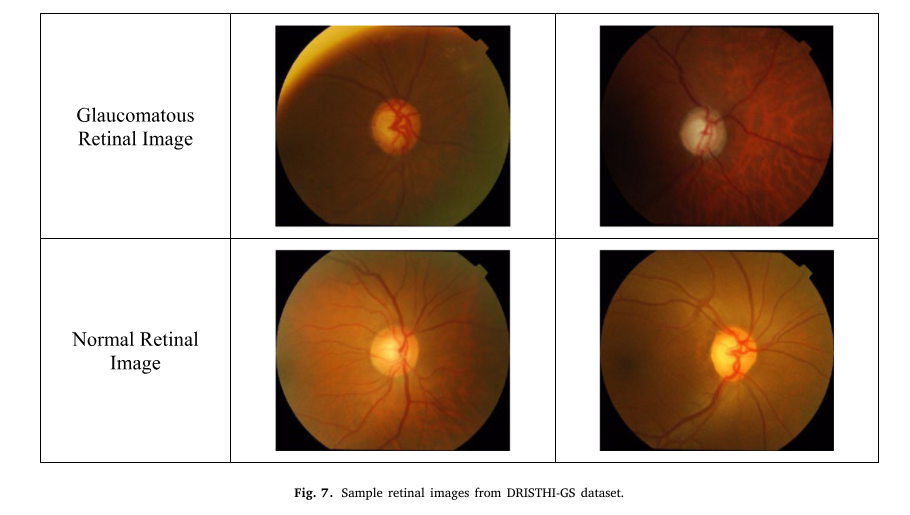 Glaucomatous
Retinal Image
Normal Retinal
Image
Fig. 7. Sample retinal images from DRISTHI-GS dataset.